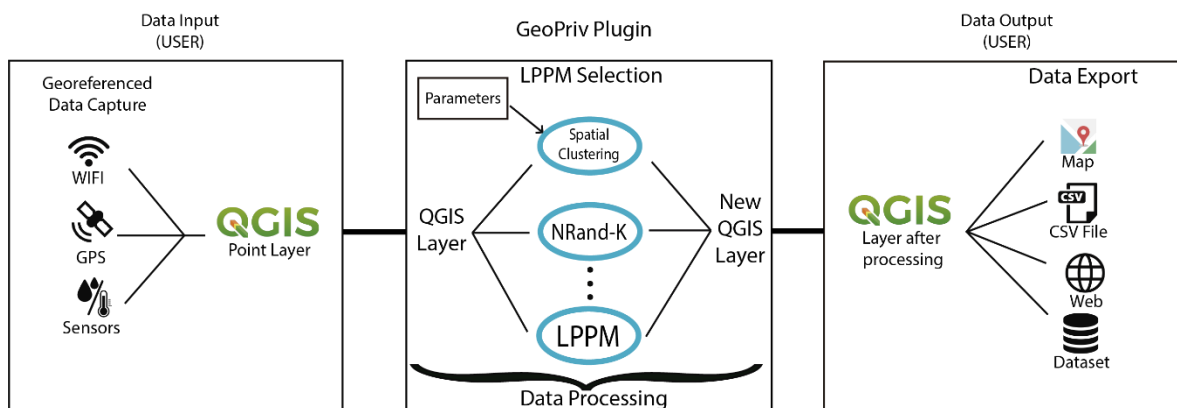 Data Input
(USER)
Georeferenced
Data Capture
WIFI
GPS
Sensors
QGIS
Point Layer
GeoPriv Plugin
LPPM Selection
Parameters
Spatial
Clustering
QGIS
Layer
NRand-K
LPPM
New
QGIS
Layer
Data Processing
Data Output
(USER)
Data Export
QGIS
Layer after
processing
Map
CSV
CSV File
Web
Dataset